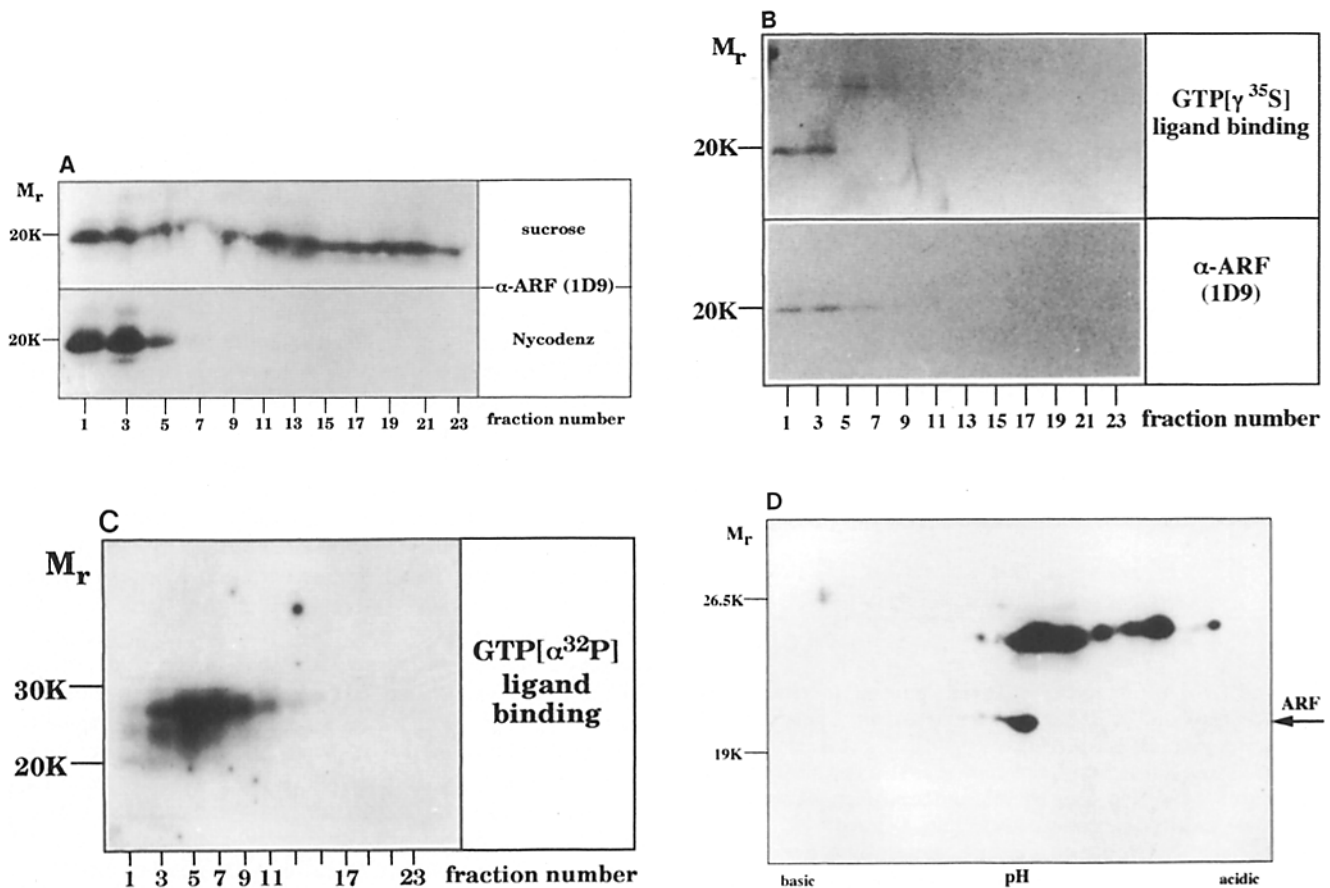 A
Mr
20K
sucrose
α-ARF (1D9)
20K
Nycodenz
1 3 5 7 9 11 13 15 17 19 21 23 fraction number
B
Mr
20K
GTP[γ 35S]
ligand binding
20K
α-ARF
(1D9)
1 3 5 7 9 11 13 15 17 19 21 23 fraction number
C
Mr
30K
20K
GTP[α32P]
ligand
binding
1 3 5 7 9 11 17 23 fraction number
D
Mr
26.5K
ARF
19K
basic pH acidic